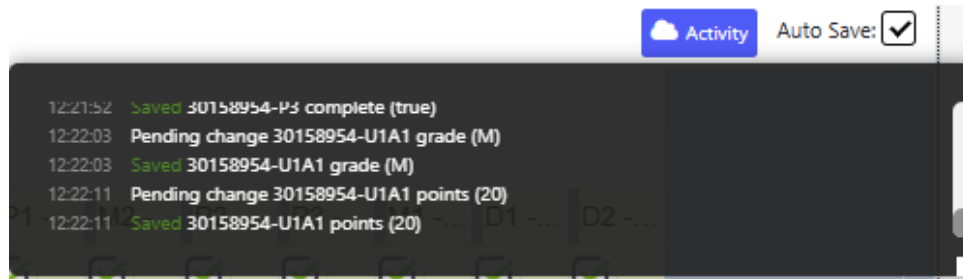 Activity Auto Save:
12:21:52 Saved 30158954-P3 complete (true)
12:22:03 Pending change 30158954-U1A1 grade (M)
12:22:03 Saved 30158954-U1A1 grade (M)
12:22:11 Pending change 30158954-U1A1 points (20)
12:22:11 Saved 30158954-U1A1 points (20)
D1 -... D2 -...